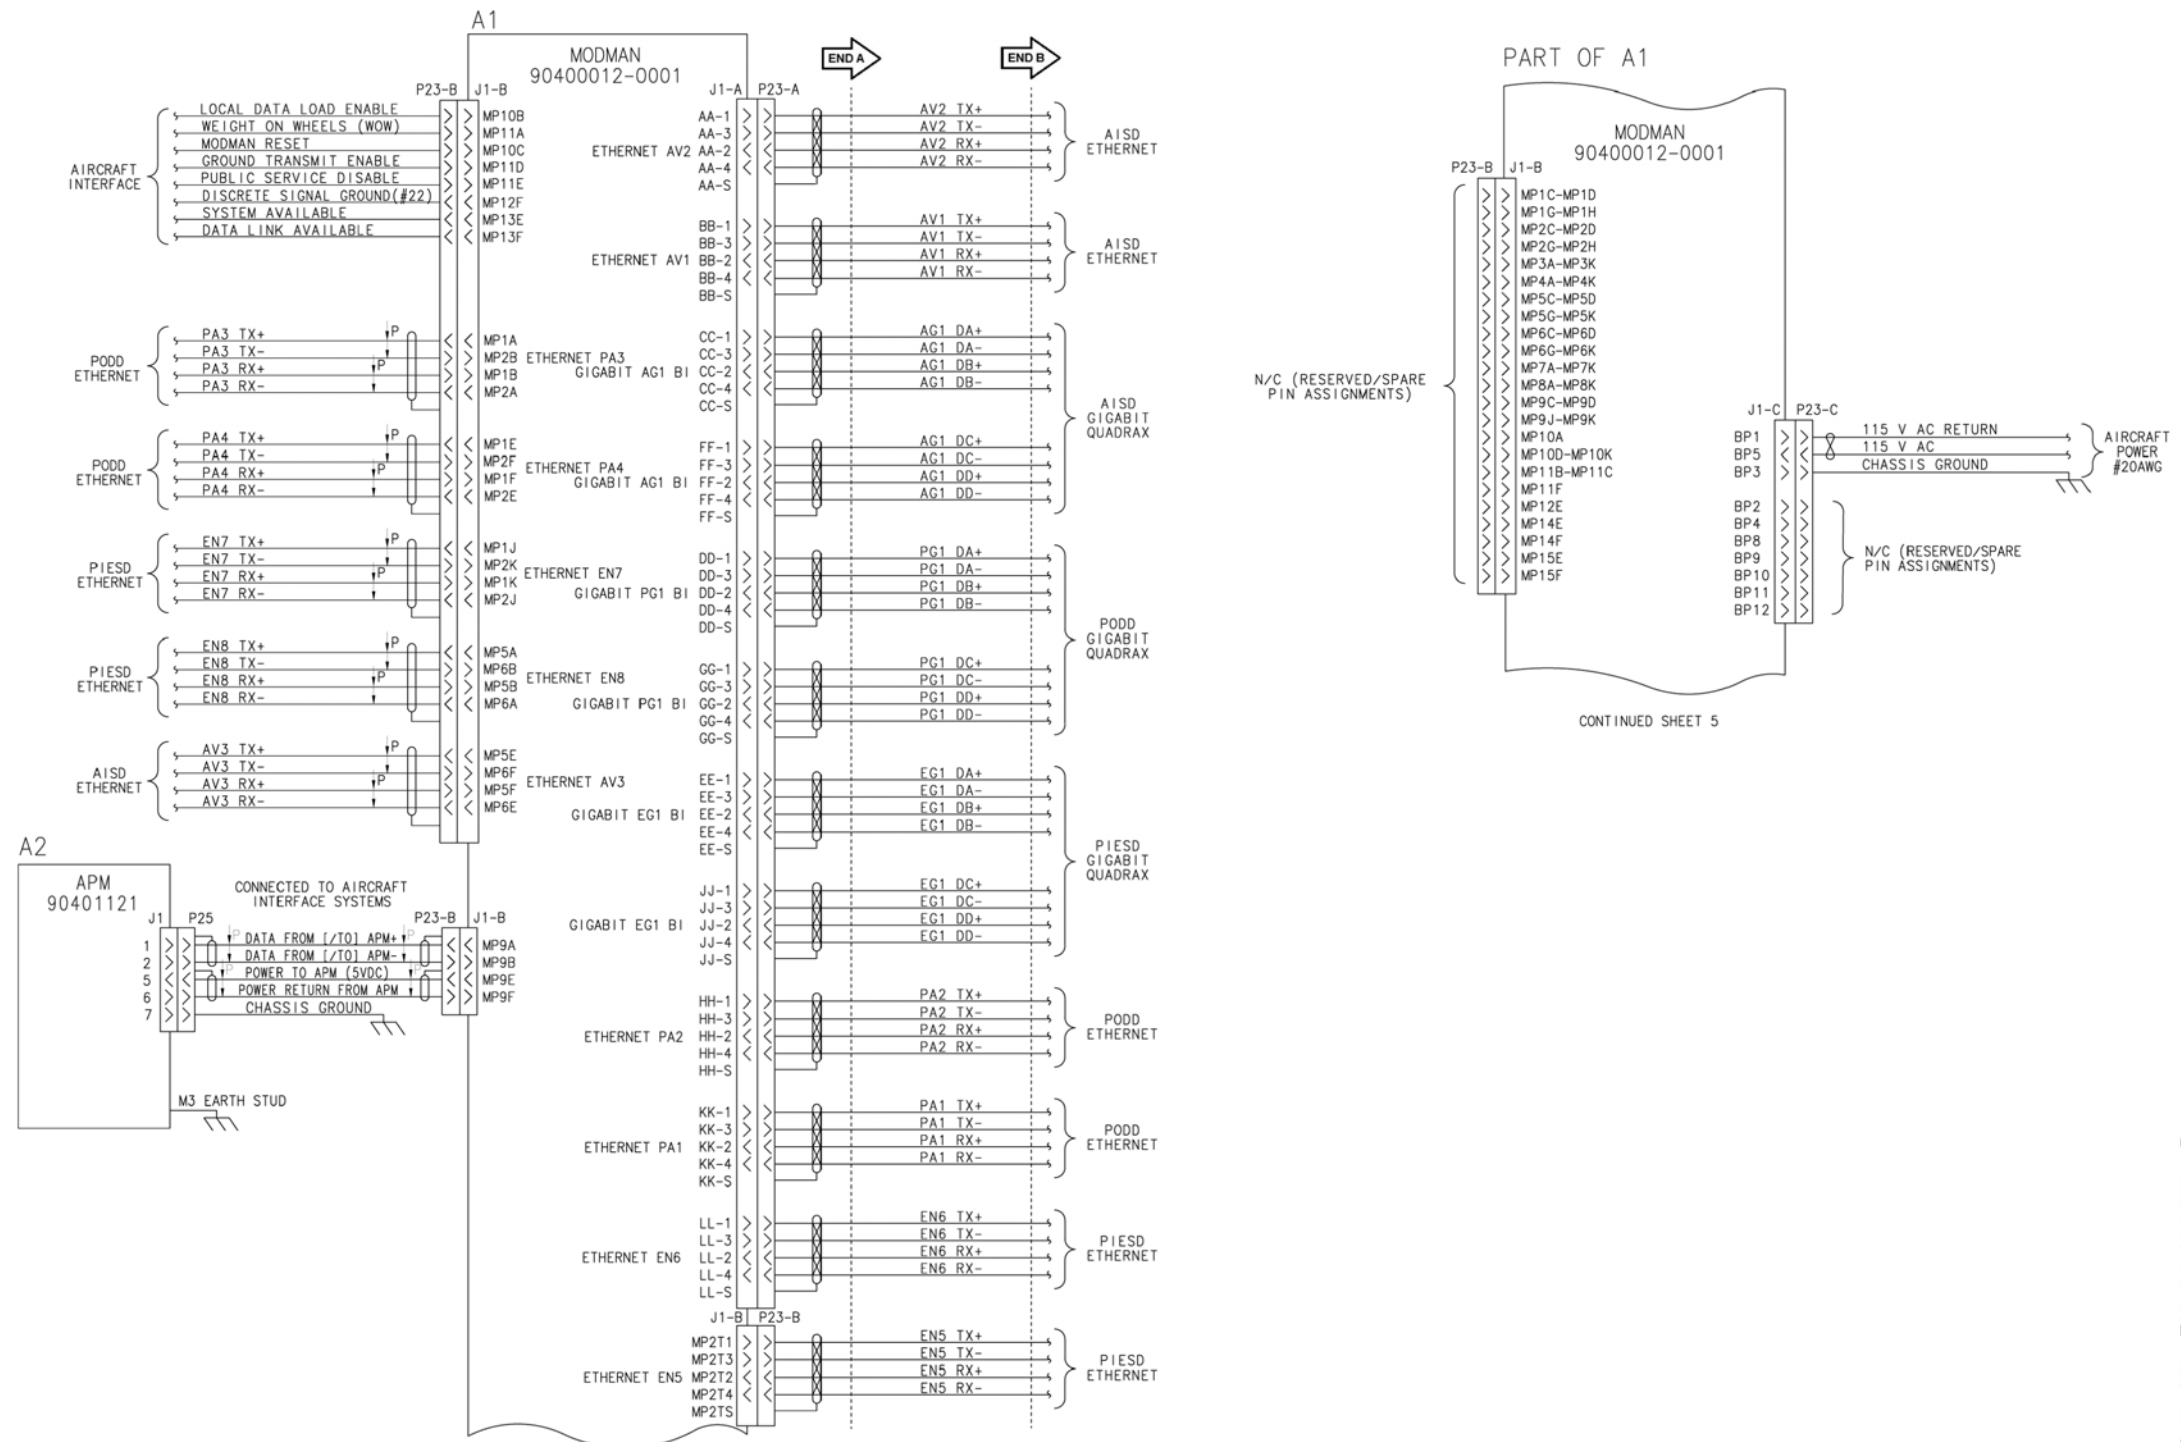 A1
MODMAN
90400012-0001
END A
END B
P23-B
J1-B
J1-A
P23-A
AIRCRAFT
INTERFACE
LOCAL DATA LOAD ENABLE
MP10B
WEIGHT ON WHEELS (WOW)
MP11A
MODMAN RESET
MP10C
GROUND TRANSMIT ENABLE
MP11D
PUBLIC SERVICE DISABLE
MP11E
DISCRETE SIGNAL GROUND(#22)
MP12F
SYSTEM AVAILABLE
MP13E
DATA LINK AVAILABLE
MP13F
PODD
ETHERNET
PA3 TX+
P
MP1A
PA3 TX-
MP2B
PA3 RX+
P
MP1B
PA3 RX-
MP2A
ETHERNET PA3
PODD
ETHERNET
PA4 TX+
P
MP1E
PA4 TX-
MP2F
PA4 RX+
P
MP1F
PA4 RX-
MP2E
ETHERNET PA4
PIESD
ETHERNET
EN7 TX+
P
MP1J
EN7 TX-
MP2K
EN7 RX+
P
MP1K
EN7 RX-
MP2J
ETHERNET EN7
PIESD
ETHERNET
EN8 TX+
P
MP5A
EN8 TX-
MP6B
EN8 RX+
P
MP5B
EN8 RX-
MP6A
ETHERNET EN8
AISD
ETHERNET
AV3 TX+
P
MP5E
AV3 TX-
MP6F
AV3 RX+
P
MP5F
AV3 RX-
MP6E
ETHERNET AV3
A2
APM
90401121
CONNECTED TO AIRCRAFT
INTERFACE SYSTEMS
J1
P25
P23-B
J1-B
1
P
DATA FROM [/TO] APM+
P
MP9A
2
DATA FROM [/TO] APM-
MP9B
5
P
POWER TO APM (5VDC)
P
MP9E
6
POWER RETURN FROM APM
MP9F
7
CHASSIS GROUND
M3 EARTH STUD
ETHERNET AV2
AA-1
AV2 TX+
AA-3
AV2 TX-
AA-2
AV2 RX+
AA-4
AV2 RX-
AA-S
AISD
ETHERNET
ETHERNET AV1
BB-1
AV1 TX+
BB-3
AV1 TX-
BB-2
AV1 RX+
BB-4
AV1 RX-
BB-S
AISD
ETHERNET
GIGABIT AG1 BI
CC-1
AG1 DA+
CC-3
AG1 DA-
CC-2
AG1 DB+
CC-4
AG1 DB-
CC-S
GIGABIT AG1 BI
FF-1
AG1 DC+
FF-3
AG1 DC-
FF-2
AG1 DD+
FF-4
AG1 DD-
FF-S
AISD
GIGABIT
QUADRAX
GIGABIT PG1 BI
DD-1
PG1 DA+
DD-3
PG1 DA-
DD-2
PG1 DB+
DD-4
PG1 DB-
DD-S
GIGABIT PG1 BI
GG-1
PG1 DC+
GG-3
PG1 DC-
GG-2
PG1 DD+
GG-4
PG1 DD-
GG-S
PODD
GIGABIT
QUADRAX
GIGABIT EG1 BI
EE-1
EG1 DA+
EE-3
EG1 DA-
EE-2
EG1 DB+
EE-4
EG1 DB-
EE-S
GIGABIT EG1 BI
JJ-1
EG1 DC+
JJ-3
EG1 DC-
JJ-2
EG1 DD+
JJ-4
EG1 DD-
JJ-S
PIESD
GIGABIT
QUADRAX
ETHERNET PA2
HH-1
PA2 TX+
HH-3
PA2 TX-
HH-2
PA2 RX+
HH-4
PA2 RX-
HH-S
PODD
ETHERNET
ETHERNET PA1
KK-1
PA1 TX+
KK-3
PA1 TX-
KK-2
PA1 RX+
KK-4
PA1 RX-
KK-S
PODD
ETHERNET
ETHERNET EN6
LL-1
EN6 TX+
LL-3
EN6 TX-
LL-2
EN6 RX+
LL-4
EN6 RX-
LL-S
PIESD
ETHERNET
J1-B
P23-B
ETHERNET EN5
MP2T1
EN5 TX+
MP2T3
EN5 TX-
MP2T2
EN5 RX+
MP2T4
EN5 RX-
MP2TS
PIESD
ETHERNET
PART OF A1
MODMAN
90400012-0001
P23-B
J1-B
N/C (RESERVED/SPARE
PIN ASSIGNMENTS)
MP1C-MP1D
MP1G-MP1H
MP2C-MP2D
MP2G-MP2H
MP3A-MP3K
MP4A-MP4K
MP5C-MP5D
MP5G-MP5K
MP6C-MP6D
MP6G-MP6K
MP7A-MP7K
MP8A-MP8K
MP9C-MP9D
MP9J-MP9K
MP10A
MP10D-MP10K
MP11B-MP11C
MP11F
MP12E
MP14E
MP14F
MP15E
MP15F
J1-C
P23-C
BP1
115 V AC RETURN
BP5
115 V AC
BP3
CHASSIS GROUND
AIRCRAFT
POWER
#20AWG
BP2
BP4
BP8
BP9
BP10
BP11
BP12
N/C (RESERVED/SPARE
PIN ASSIGNMENTS)
CONTINUED SHEET 5